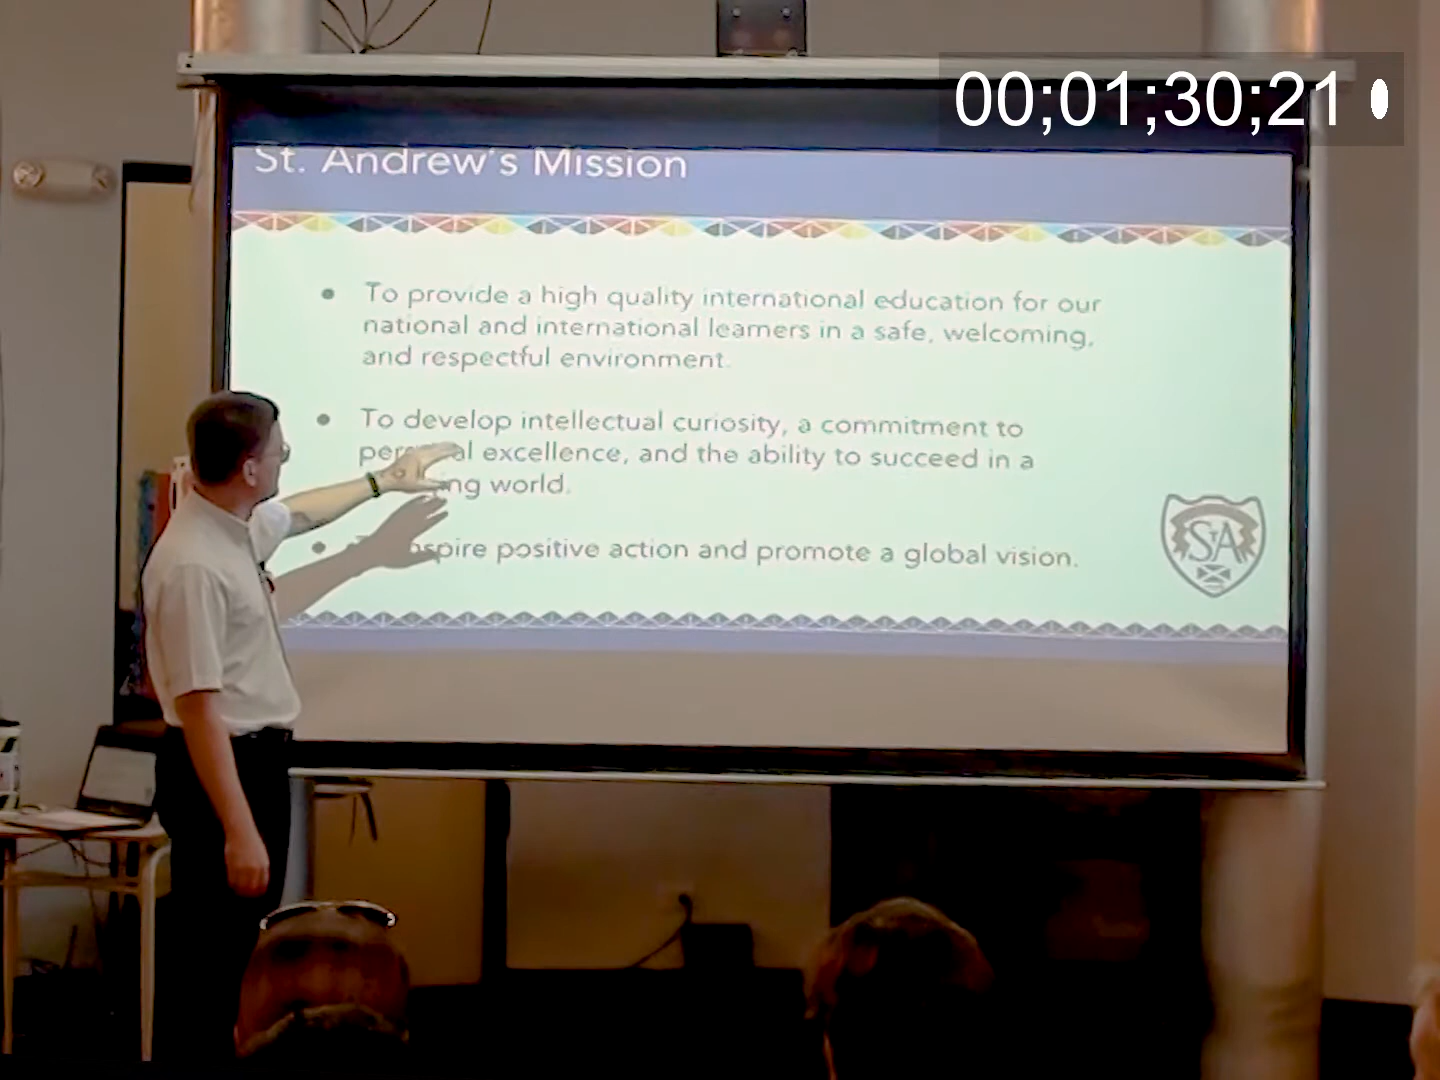 00;01;30;21
St. Andrew's Mission
• To provide a high quality international education for our
national and international learners in a safe, welcoming,
and respectful environment.
• To develop intellectual curiosity, a commitment to
excellence, and the ability to succeed in a
world.
• positive action and promote a global vision.
STA